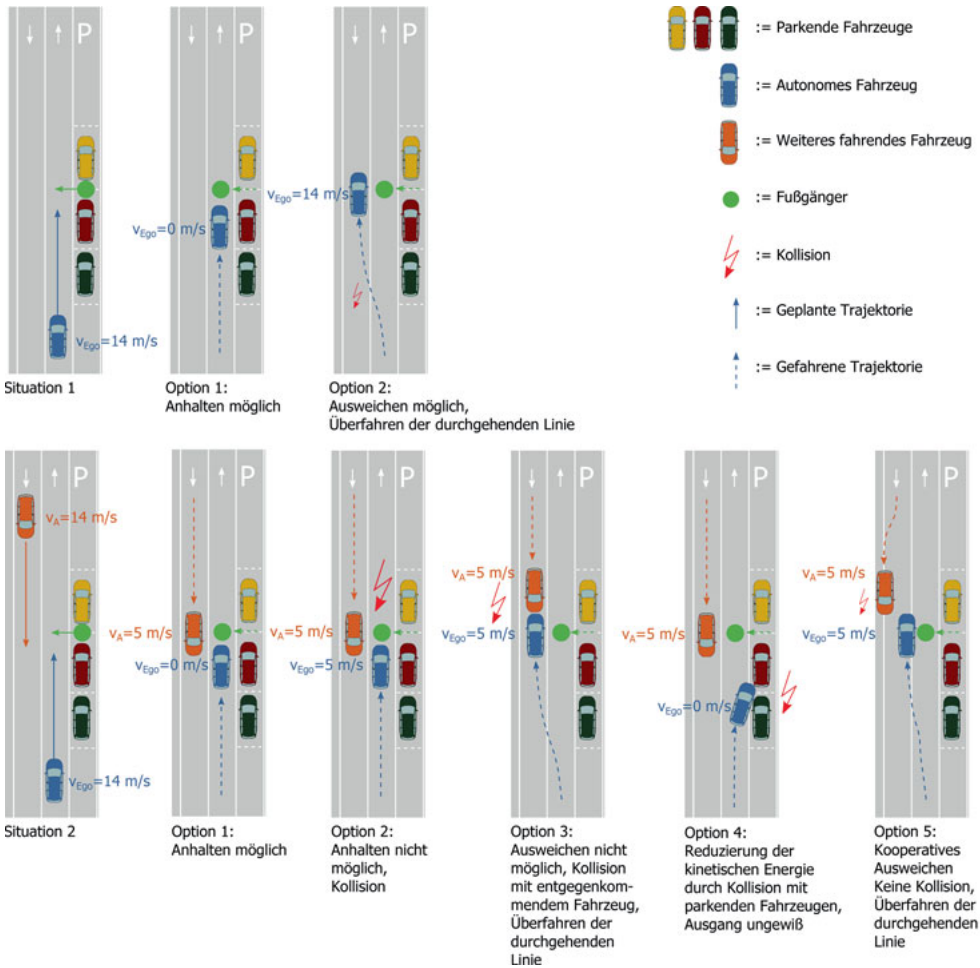 P
P
P
:= Parkende Fahrzeuge
:= Autonomes Fahrzeug
:= Weiteres fahrendes Fahrzeug
:= Fußgänger
:= Kollision
:= Geplante Trajektorie
:= Gefahrene Trajektorie
vEgo=14 m/s
vEgo=0 m/s
vEgo=14 m/s
Situation 1
Option 1:
Anhalten möglich
Option 2:
Ausweichen möglich,
Überfahren der durchgehenden Linie
P
P
P
P
P
P
vA=14 m/s
vEgo=14 m/s
vA=5 m/s
vEgo=0 m/s
vA=5 m/s
vEgo=5 m/s
vA=5 m/s
vEgo=5 m/s
vA=5 m/s
vEgo=0 m/s
vA=5 m/s
vEgo=5 m/s
Situation 2
Option 1:
Anhalten möglich
Option 2:
Anhalten nicht
möglich,
Kollision
Option 3:
Ausweichen nicht
möglich, Kollision
mit entgegenkom-
mendem Fahrzeug,
Überfahren der
durchgehenden
Linie
Option 4:
Reduzierung der
kinetischen Energie
durch Kollision mit
parkenden Fahrzeugen,
Ausgang ungewiß
Option 5:
Kooperatives
Ausweichen
Keine Kollision,
Überfahren der
durchgehenden
Linie